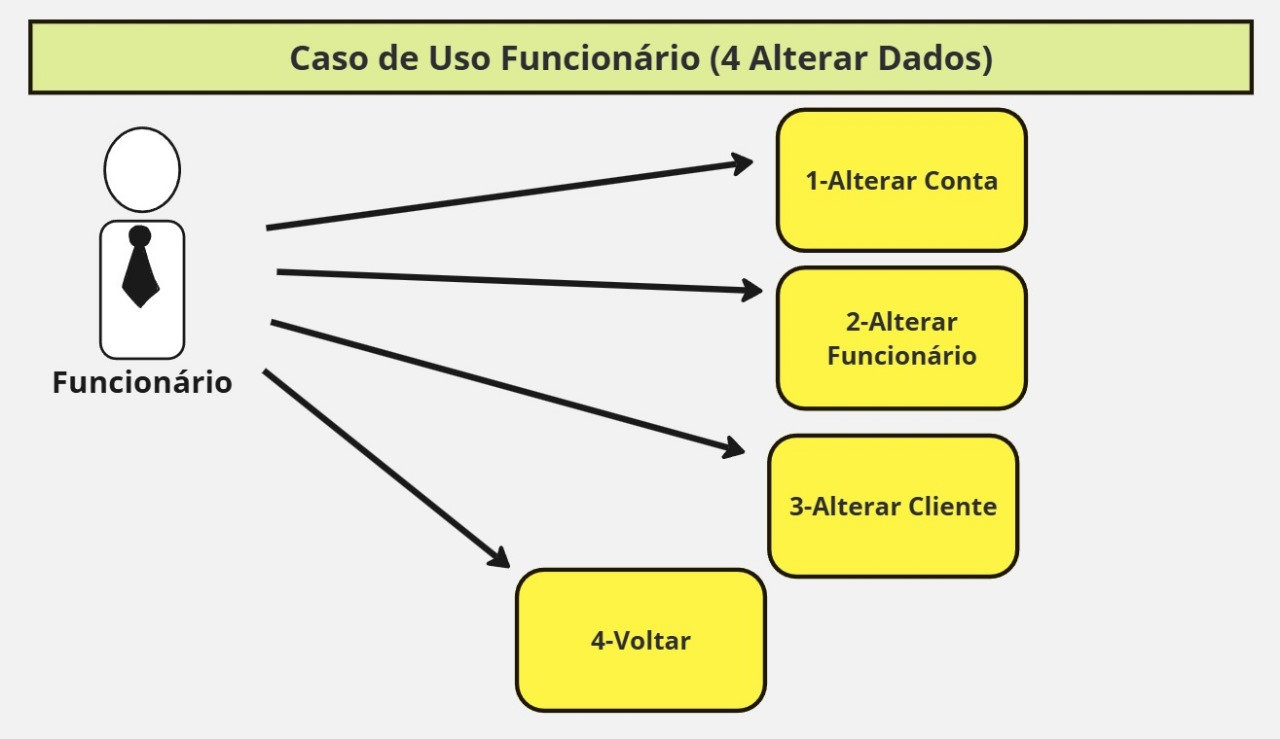 Caso de Uso Funcionário (4 Alterar Dados)
Funcionário
1-Alterar Conta
2-Alterar
Funcionário
3-Alterar Cliente
4-Voltar